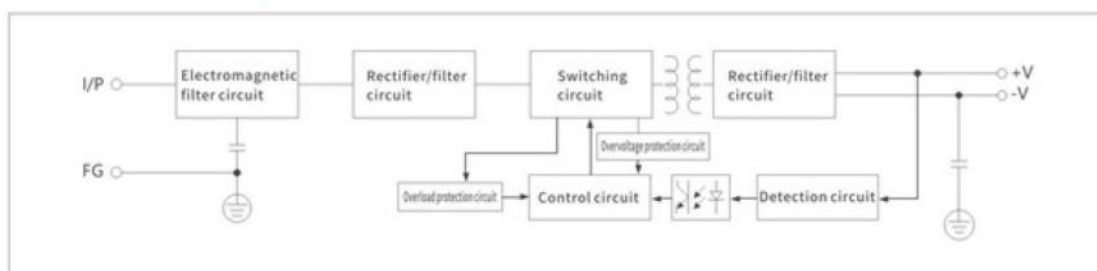 I/P
Electromagnetic
filter circuit
Rectifier/filter
circuit
Switching
circuit
Rectifier/filter
circuit
+V
-V
Overvoltage protection circuit
FG
Overload protection circuit
Control circuit
Detection circuit